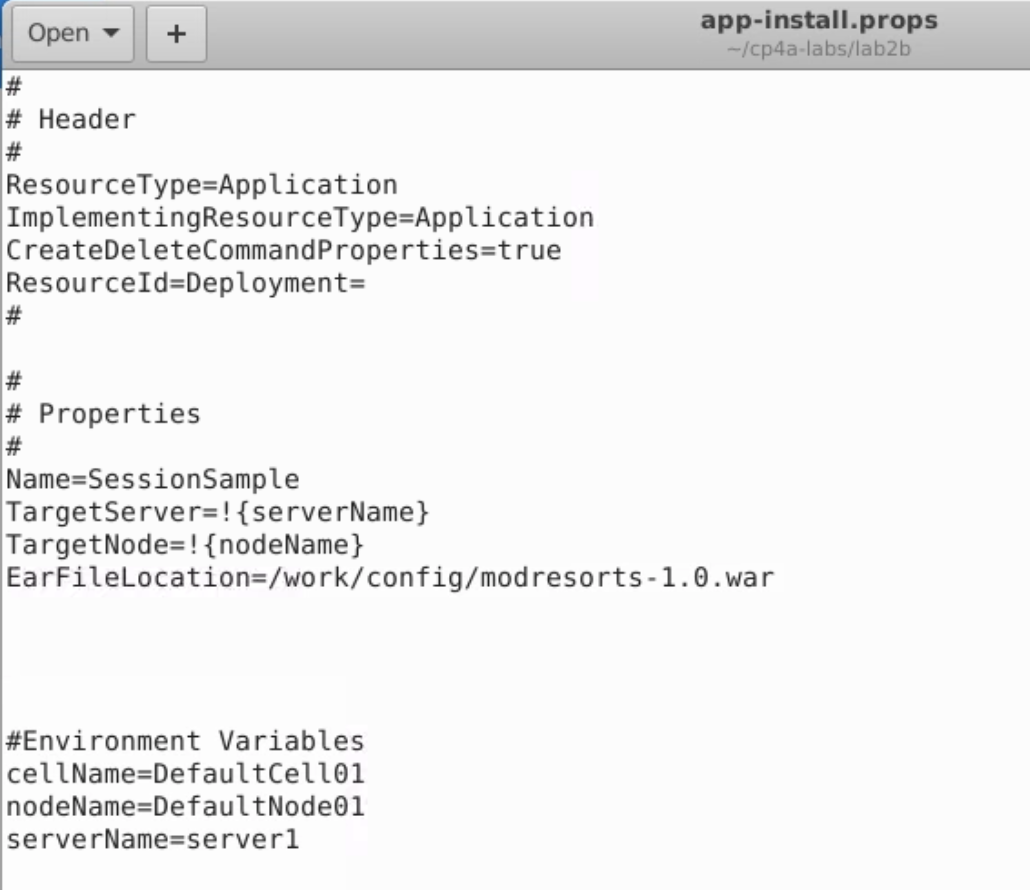 Open
+
app-install.props
~/cp4a-labs/lab2b
#
# Header
#
ResourceType=Application
ImplementingResourceType=Application
CreateDeleteCommandProperties=true
ResourceId=Deployment=
#
#
# Properties
#
Name=SessionSample
TargetServer=!{serverName}
TargetNode=!{nodeName}
EarFileLocation=/work/config/modresorts-1.0.war
#Environment Variables
cellName=DefaultCell01
nodeName=DefaultNode01
serverName=server1